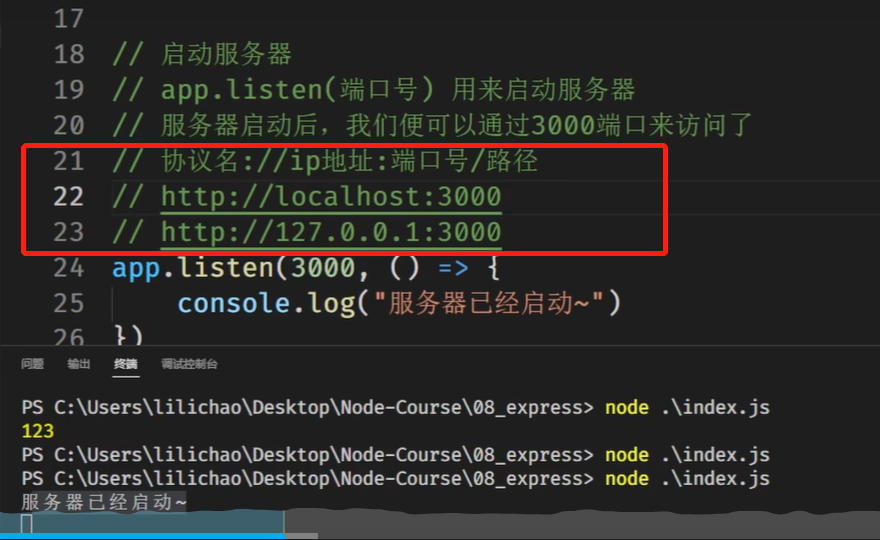 17
18 // 启动服务器
19 // app.listen(端口号) 用来启动服务器
20 // 服务器启动后，我们便可以通过3000端口来访问了
21 // 协议名://ip地址:端口号/路径
22 // http://localhost:3000
23 // http://127.0.0.1:3000
24 app.listen(3000, () => {
25 console.log("服务器已经启动~")
26 })
问题 输出 终端 调试控制台
PS C:\Users\lilichao\Desktop\Node-Course\08_express> node .\index.js
123
PS C:\Users\lilichao\Desktop\Node-Course\08_express> node .\index.js
PS C:\Users\lilichao\Desktop\Node-Course\08_express> node .\index.js
服务器已经启动~